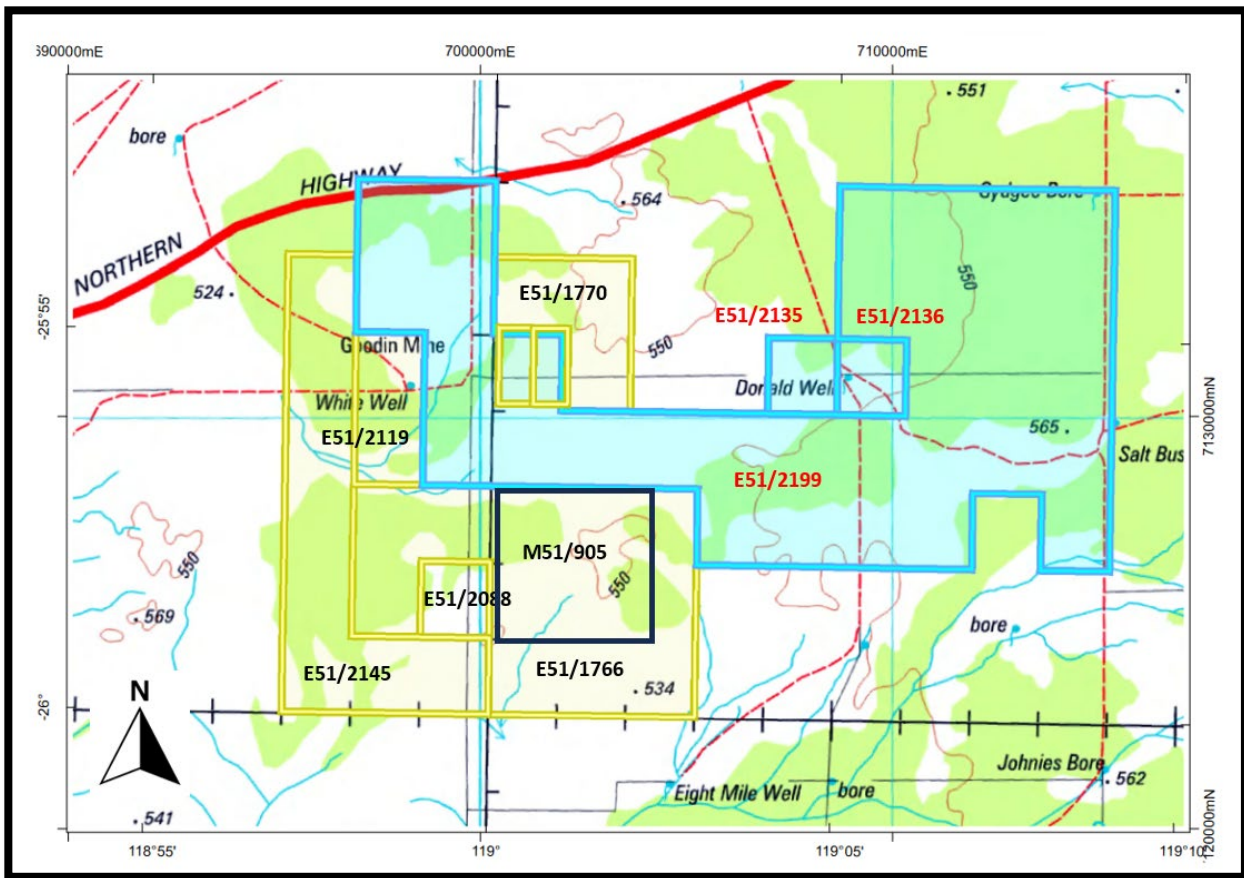 690000mE
700000mE
710000mE
551
bore
HIGHWAY
564
Gydgee Bore
NORTHERN
524
E51/1770
550
-25°55'
E51/2135
E51/2136
550
Goodin Mine
Donald Well
White Well
7130000mN
E51/2119
565
Salt Bus
E51/2199
M51/905
550
550
E51/2088
569
bore
E51/2145
E51/1766
534
-26°
N
Johnies Bore
562
Eight Mile Well
bore
541
7120000mN
118°55'
119°
119°05'
119°10'